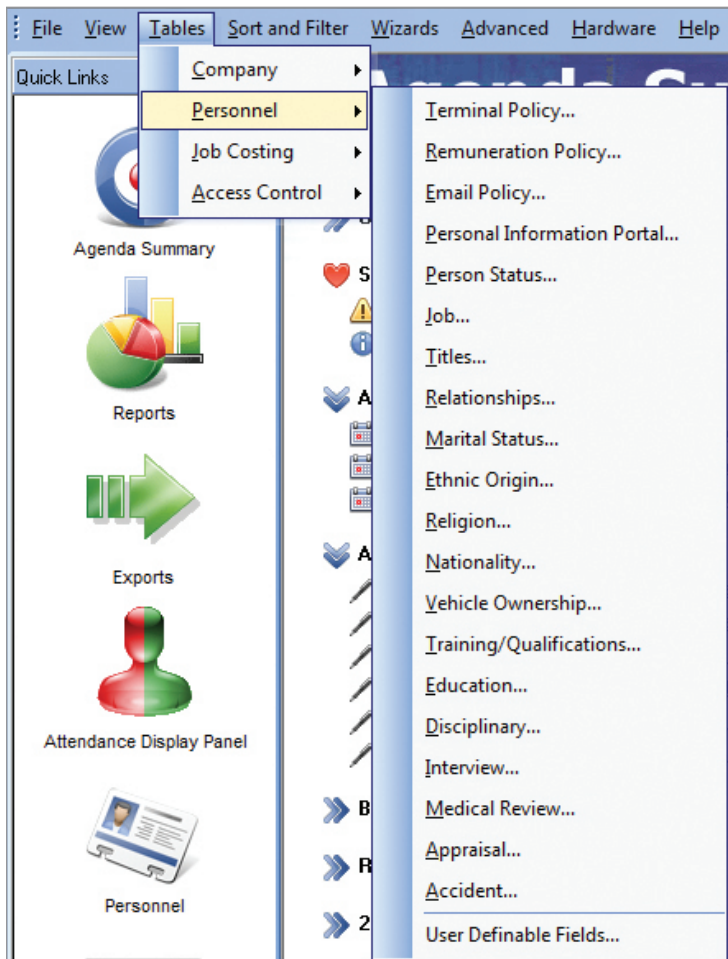 File View Tables Sort and Filter Wizards Advanced Hardware Help
Quick Links
Company
Personnel
Job Costing
Access Control
Terminal Policy...
Remuneration Policy...
Email Policy...
Personal Information Portal...
Person Status...
Job...
Titles...
Relationships...
Marital Status...
Ethnic Origin...
Religion...
Nationality...
Vehicle Ownership...
Training/Qualifications...
Education...
Disciplinary...
Interview...
Medical Review...
Appraisal...
Accident...
User Definable Fields...
Agenda Summary
Reports
Exports
Attendance Display Panel
Personnel
S
A
A
B
R
2